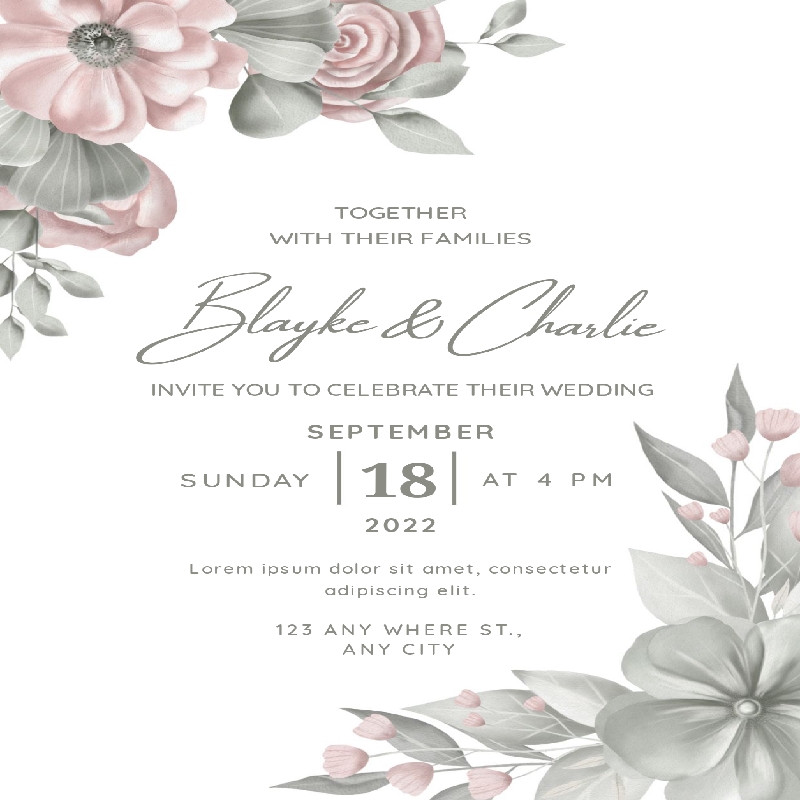 TOGETHER
WITH THEIR FAMILIES
Blayke & Charlie
INVITE YOU TO CELEBRATE THEIR WEDDING
SEPTEMBER
SUNDAY | 18 | AT 4 PM
2022
Lorem ipsum dolor sit amet, consectetur
adipiscing elit.
123 ANY WHERE ST.,
ANY CITY